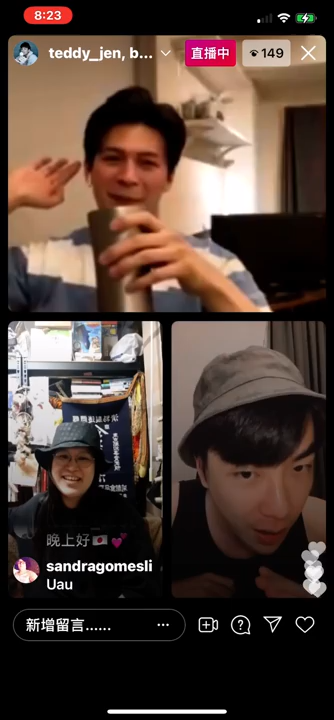 8:23
teddy_jen, b...
直播中
149
晚上好🇯🇵💕
sandragomesli
Uau
新增留言......